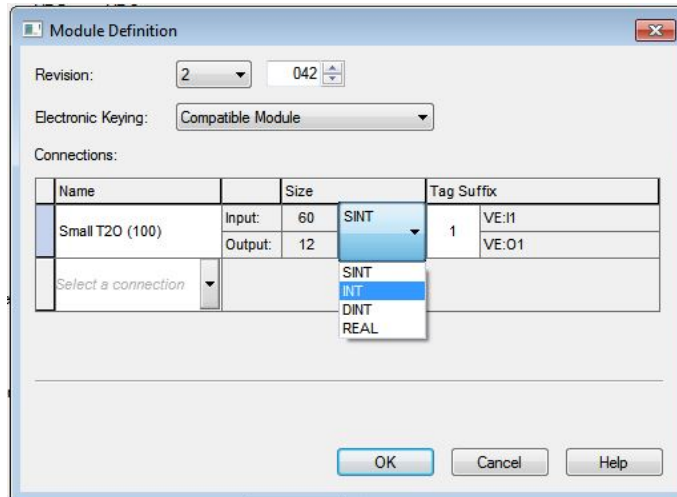 Module Definition
Revision: 2 042
Electronic Keying: Compatible Module
Connections:
Name Size Tag Suffix
Small T2O (100) Input: 60 SINT 1 VE:I1
Output: 12 VE:O1
Select a connection
SINT
INT
DINT
REAL
OK Cancel Help